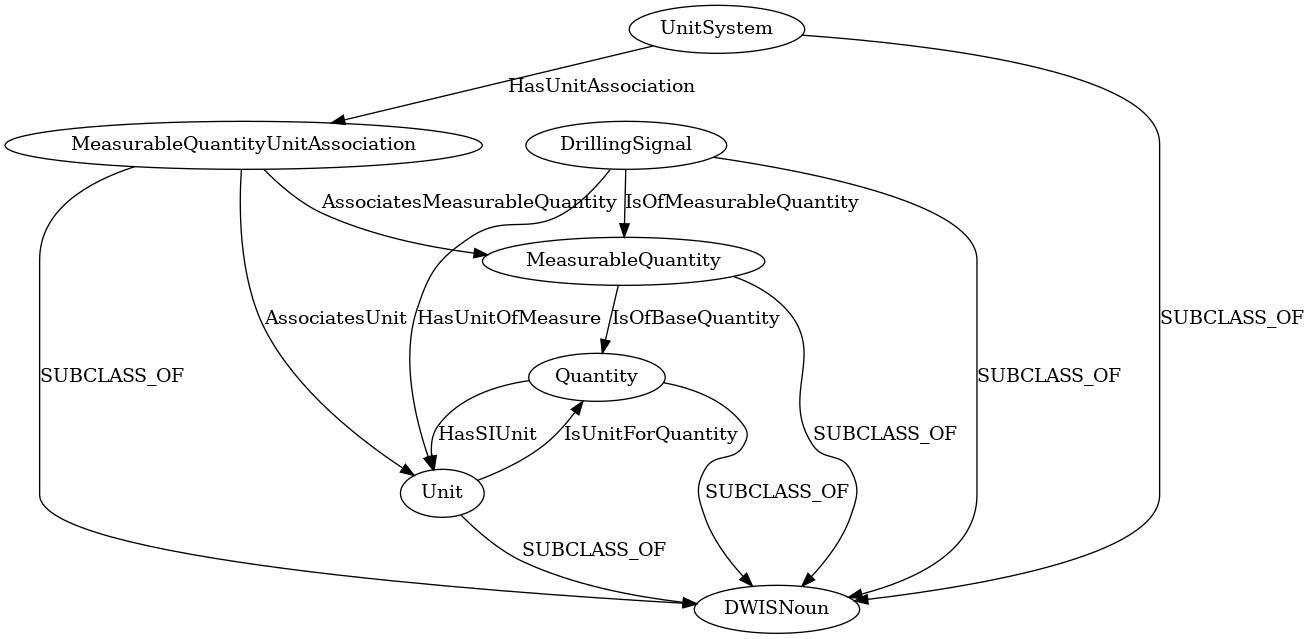 UnitSystem
HasUnitAssociation
MeasurableQuantityUnitAssociation
DrillingSignal
AssociatesMeasurableQuantity
IsOfMeasurableQuantity
MeasurableQuantity
AssociatesUnit
HasUnitOfMeasure
IsOfBaseQuantity
SUBCLASS_OF
SUBCLASS_OF
Quantity
SUBCLASS_OF
HasSIUnit
IsUnitForQuantity
SUBCLASS_OF
Unit
SUBCLASS_OF
SUBCLASS_OF
DWISNoun